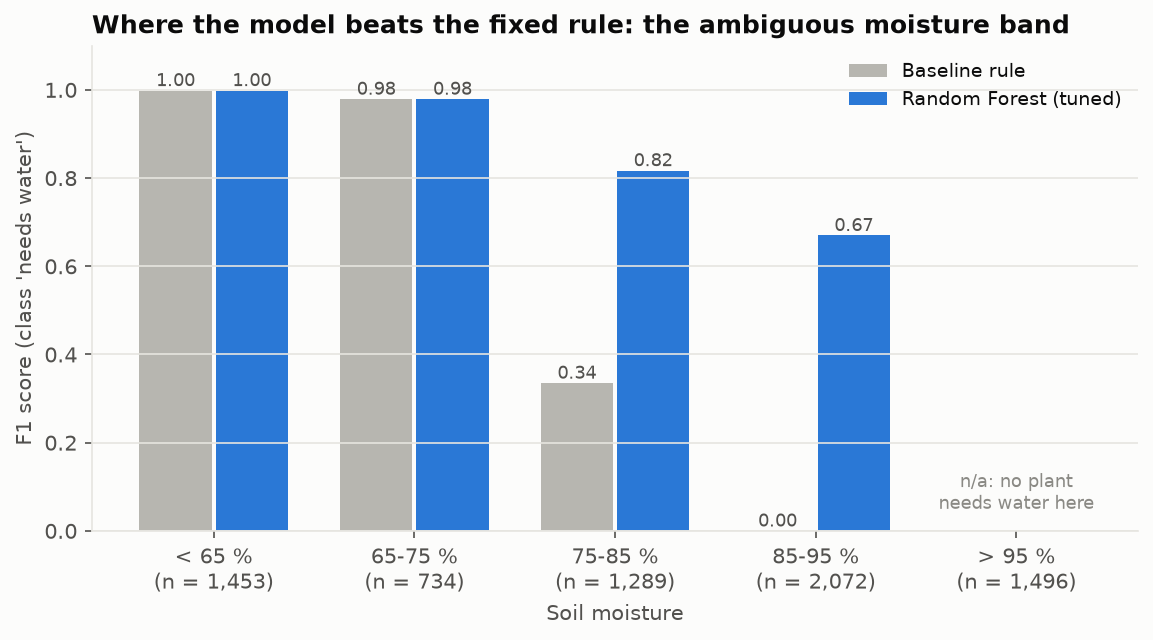 Where the model beats the fixed rule: the ambiguous moisture band
Baseline rule
Random Forest (tuned)
F1 score (class 'needs water')
1.0
0.8
0.6
0.4
0.2
0.0
1.00
1.00
0.98
0.98
0.34
0.82
0.00
0.67
n/a: no plant
needs water here
< 65 %
(n = 1,453)
65-75 %
(n = 734)
75-85 %
(n = 1,289)
85-95 %
(n = 2,072)
> 95 %
(n = 1,496)
Soil moisture